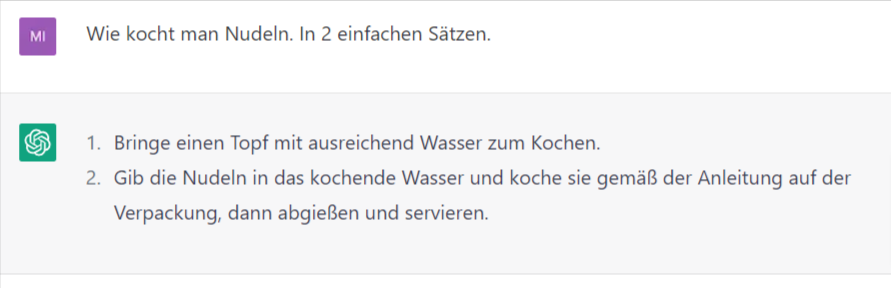 MI
Wie kocht man Nudeln. In 2 einfachen Sätzen.
1. Bringe einen Topf mit ausreichend Wasser zum Kochen.
2. Gib die Nudeln in das kochende Wasser und koche sie gemäß der Anleitung auf der
Verpackung, dann abgießen und servieren.